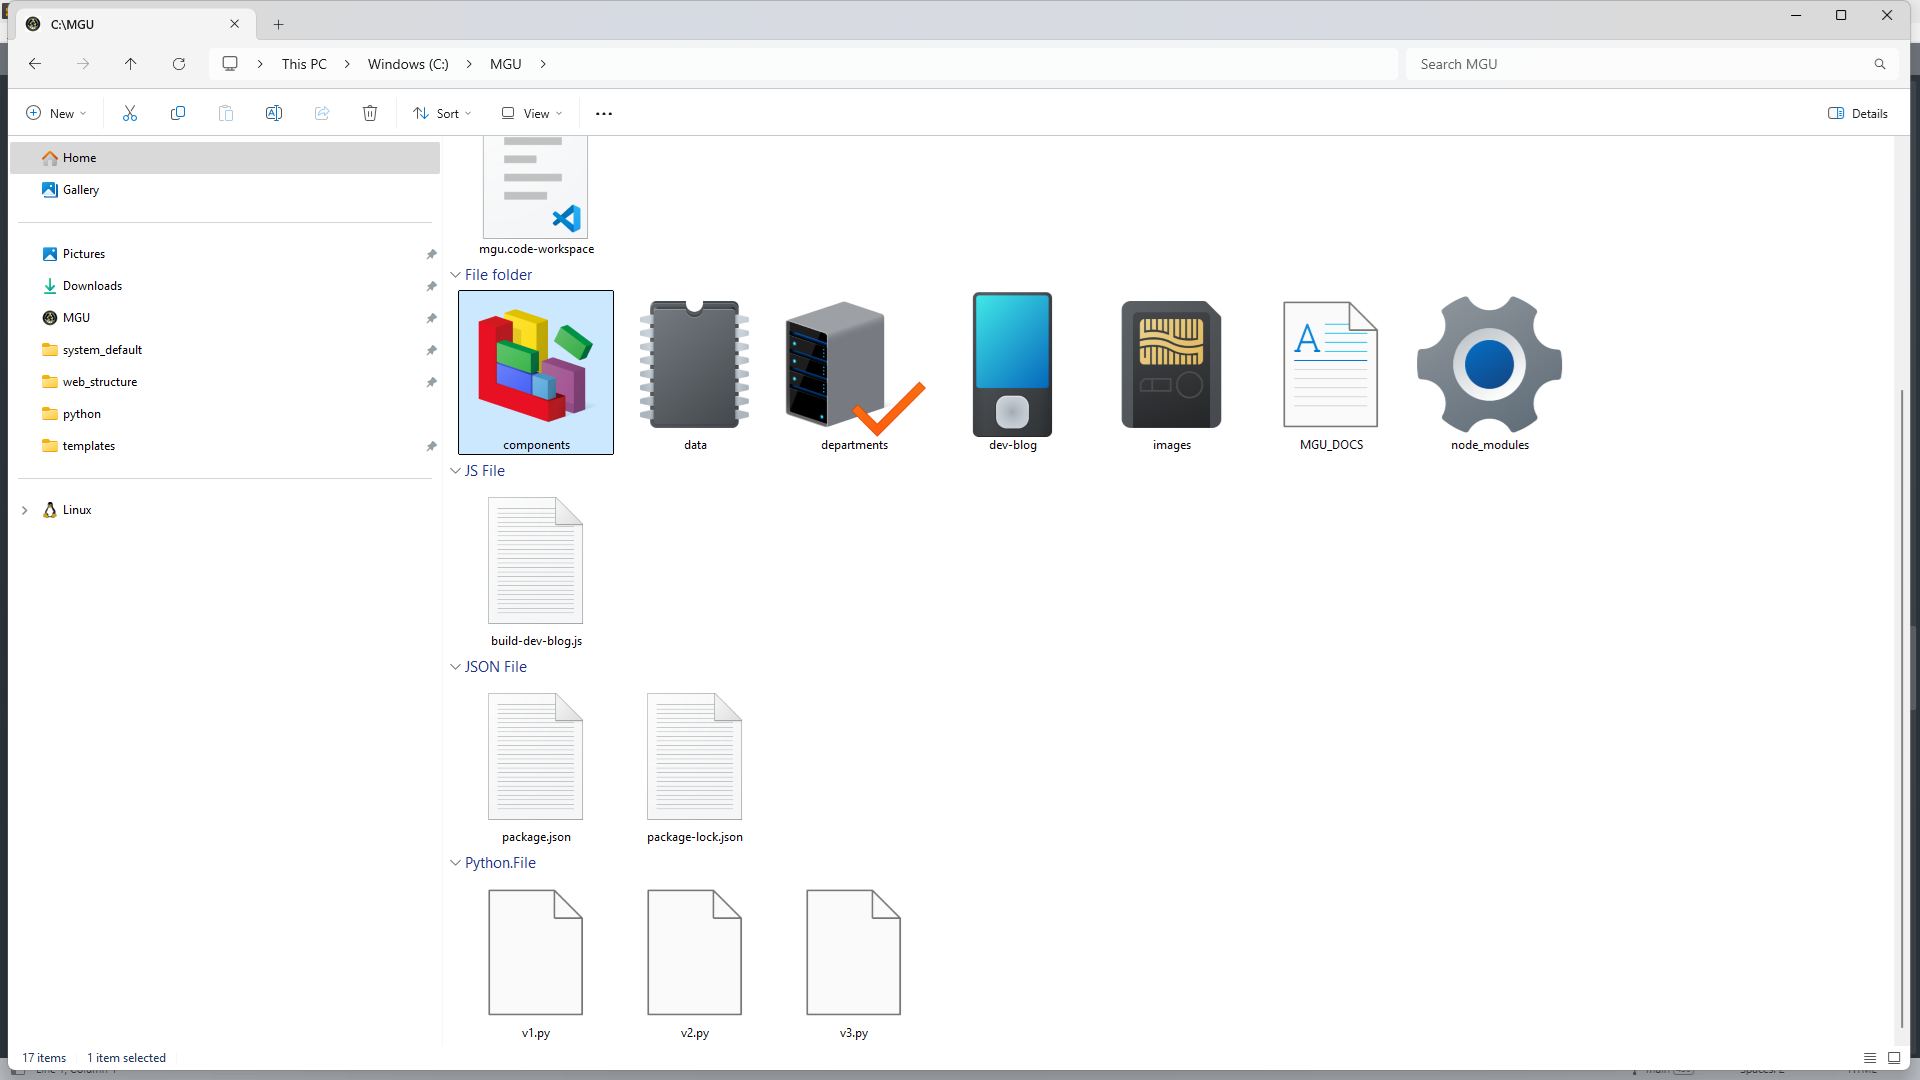 C:\MGU
This PC
Windows (C:)
MGU
Search MGU
New
Sort
View
Details
Home
Gallery
Pictures
Downloads
MGU
system_default
web_structure
python
templates
Linux
mgu.code-workspace
File folder
components
data
departments
dev-blog
images
MGU_DOCS
node_modules
JS File
build-dev-blog.js
JSON File
package.json
package-lock.json
Python.File
v1.py
v2.py
v3.py
17 items
1 item selected